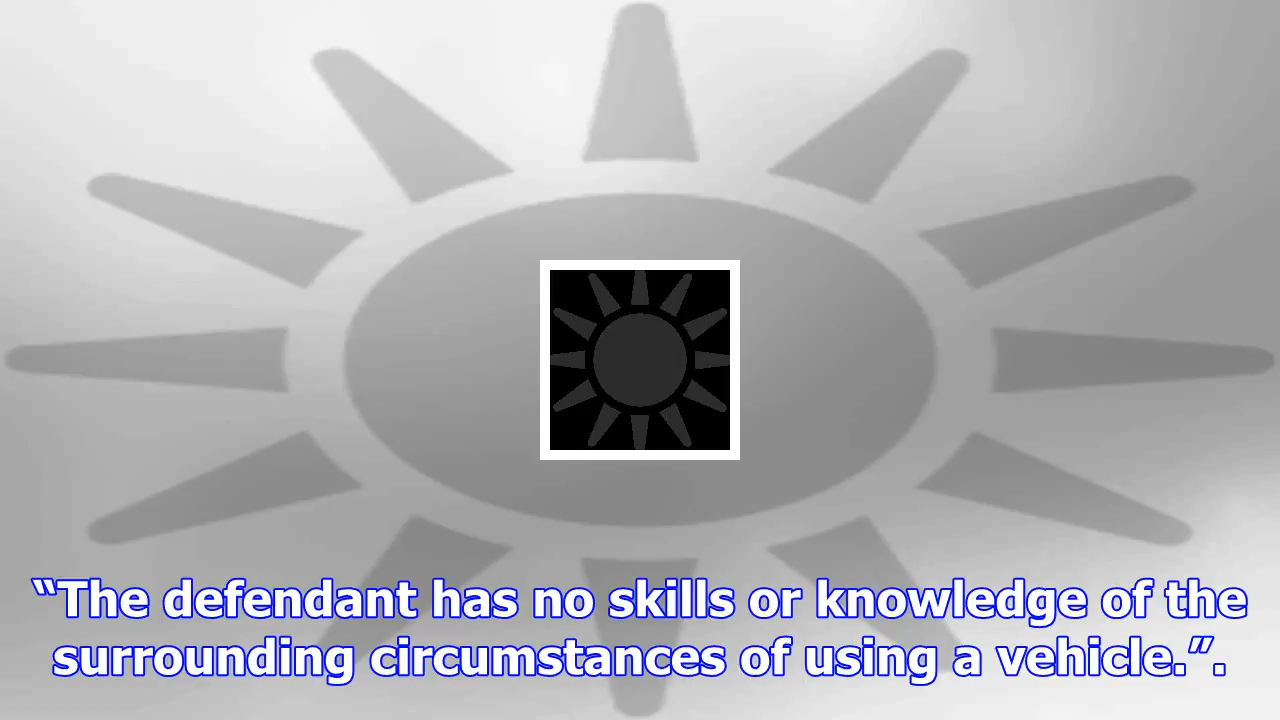 “The defendant has no skills or knowledge of the
surrounding circumstances of using a vehicle.”.